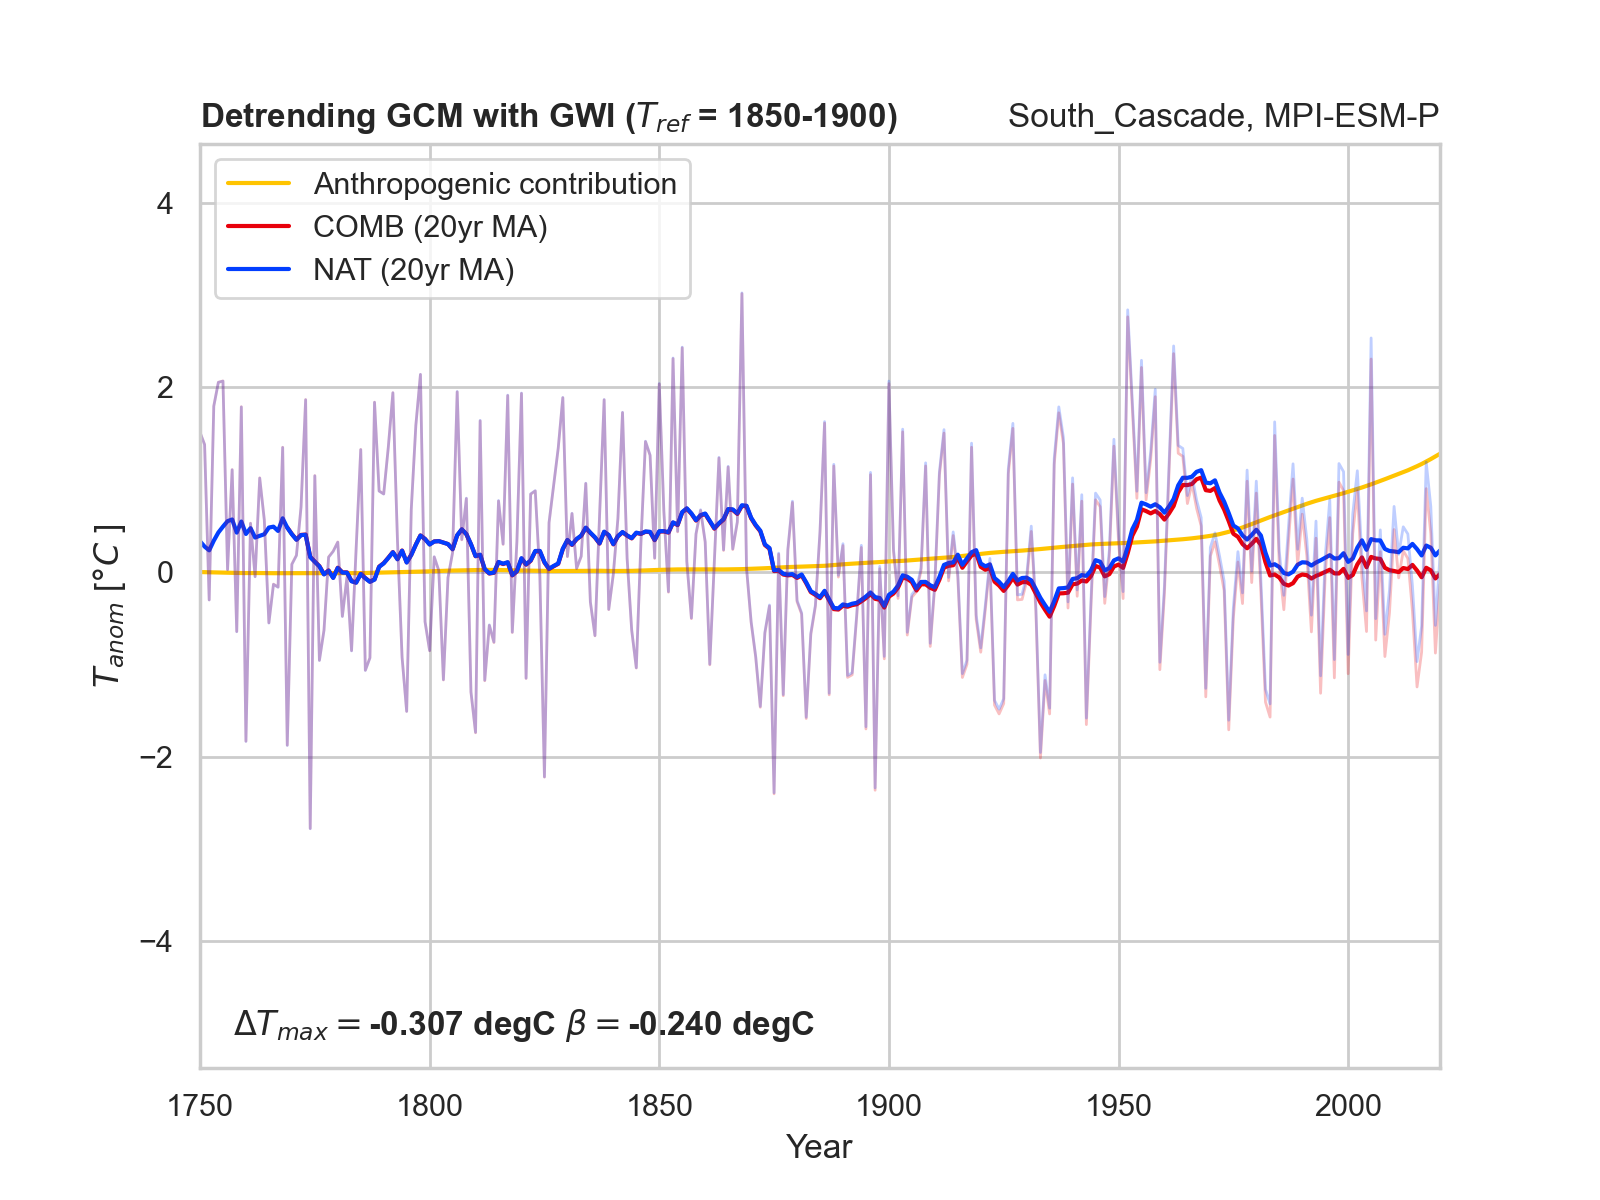 Detrending GCM with GWI (T_ref = 1850-1900) South_Cascade, MPI-ESM-P
Anthropogenic contribution
COMB (20yr MA)
NAT (20yr MA)
4
2
0
−2
−4
T_anom [°C]
ΔT_max = -0.307 degC β = -0.240 degC
1750 1800 1850 1900 1950 2000
Year